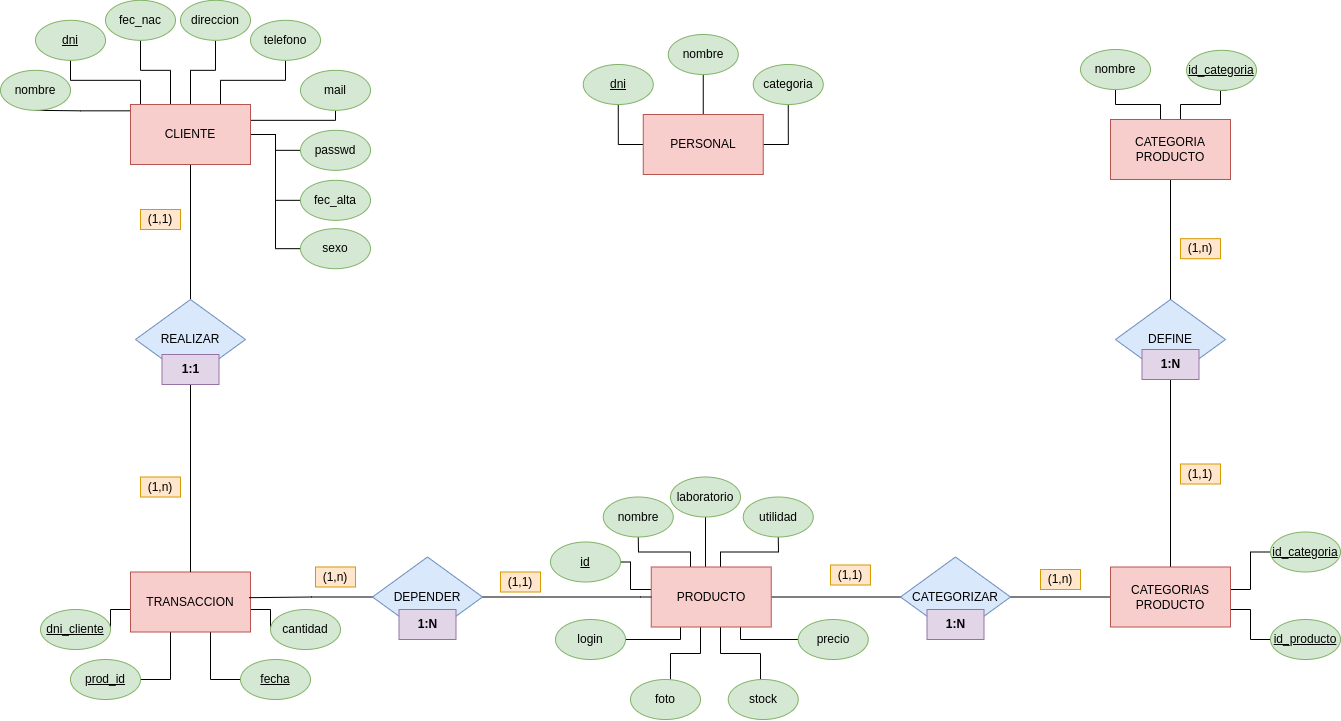 fec_nac
direccion
dni
telefono
nombre
mail
CLIENTE
passwd
fec_alta
sexo
(1,1)
REALIZAR
1:1
(1,n)
nombre
dni
categoria
PERSONAL
nombre
id_categoria
CATEGORIA
PRODUCTO
(1,n)
DEFINE
1:N
(1,1)
TRANSACCION
dni_cliente
cantidad
prod_id
fecha
(1,n)
DEPENDER
1:N
(1,1)
laboratorio
nombre
utilidad
id
PRODUCTO
login
precio
foto
stock
(1,1)
CATEGORIZAR
1:N
(1,n)
CATEGORIAS
PRODUCTO
id_categoria
id_producto